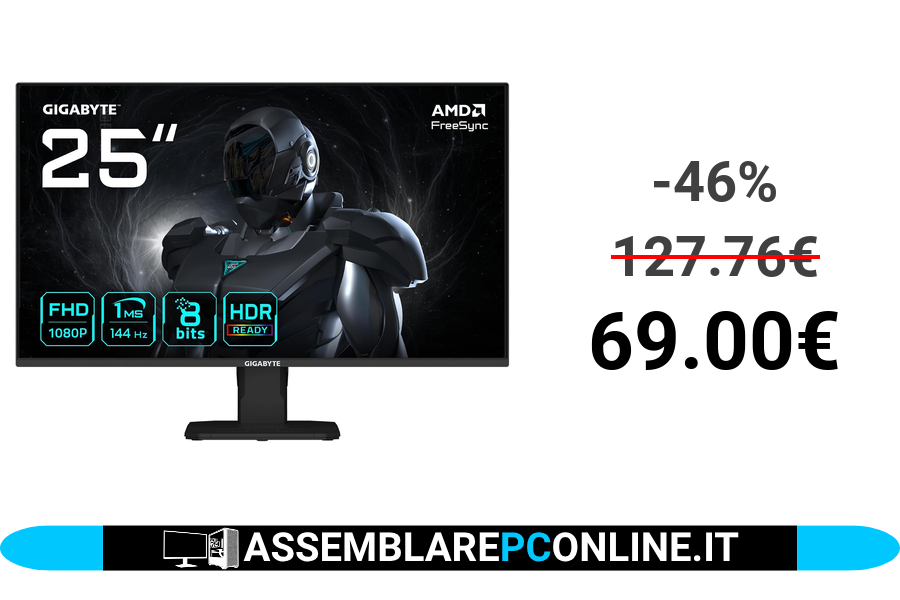 GIGABYTE™
25"
AMD
FreeSync
FHD
1080P
1MS
144 Hz
8
bits
HDR
READY
GIGABYTE
-46%
127.76€
69.00€
ASSEMBLAREPCONLINE.IT